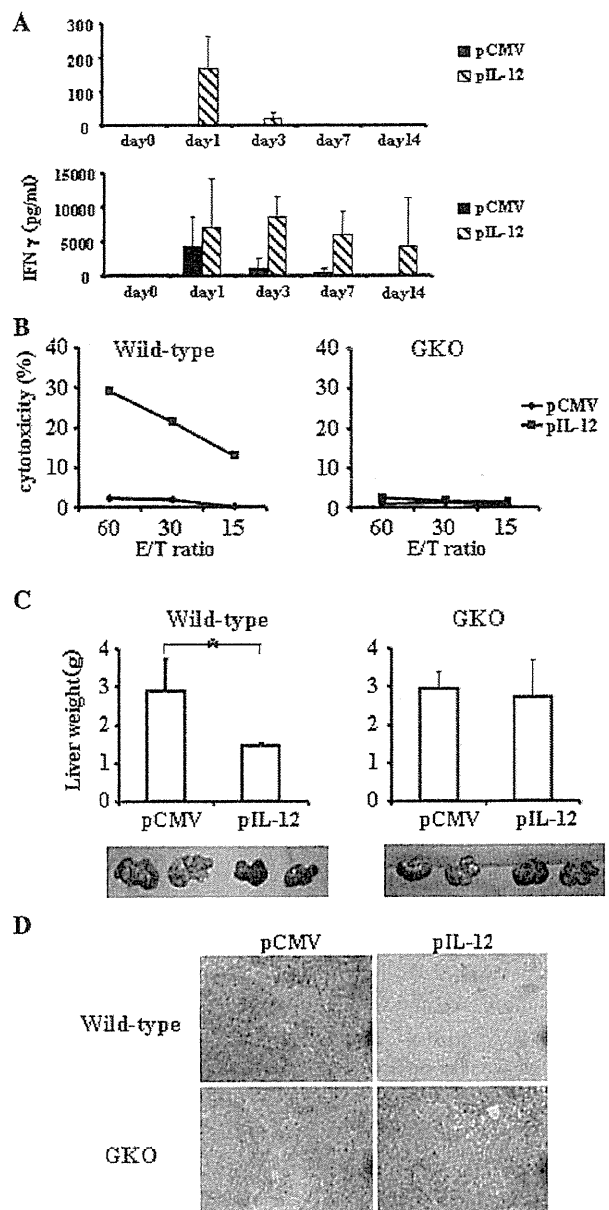 A
300
200
100
0
day0 day1 day3 day7 day14
pCMV
pIL-12
IFN γ (pg/ml)
15000
10000
5000
0
day0 day1 day3 day7 day14
pCMV
pIL-12
B
Wild-type GKO
cytotoxicity (%)
40 40
30 30
20 20
10 10
0 0
60 30 15 60 30 15
E/T ratio E/T ratio
pCMV
pIL-12
C
Wild-type GKO
*
Liver weight(g)
4 4
3 3
2 2
1 1
0 0
pCMV pIL-12 pCMV pIL-12
D
pCMV pIL-12
Wild-type
GKO